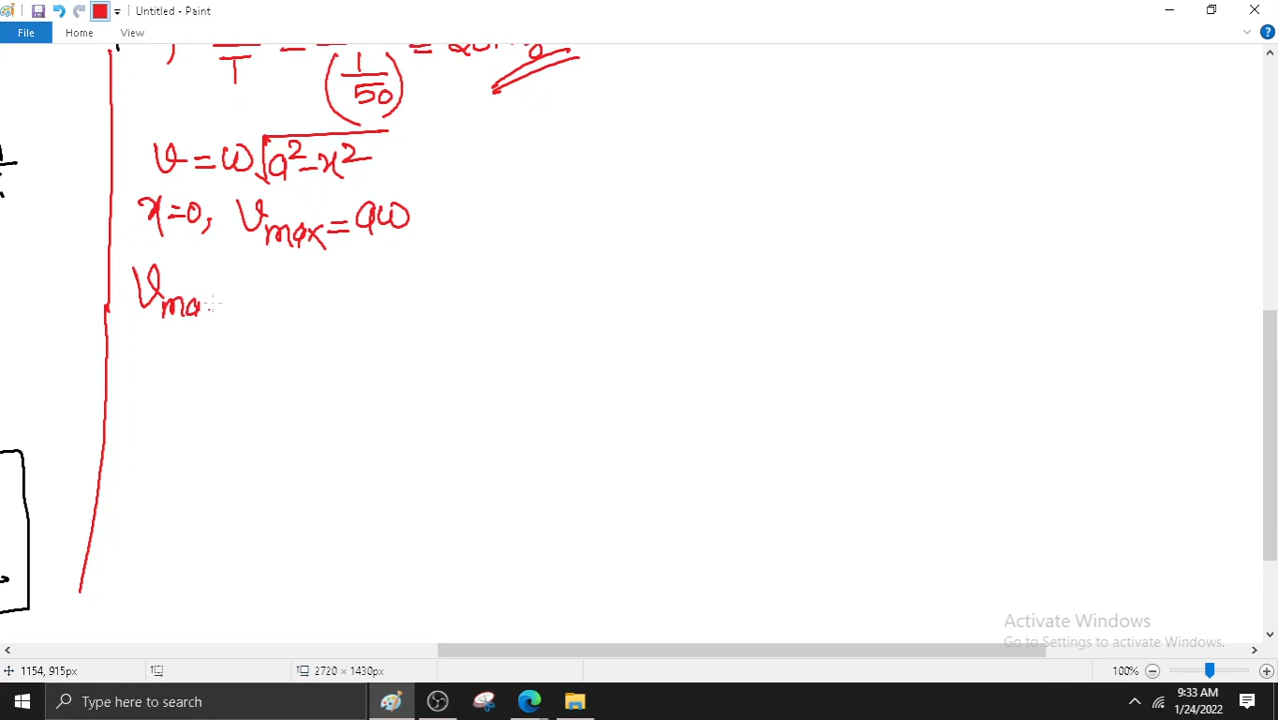 Untitled - Paint
File Home View
T
(1/50)
v = ω√a²-x²
x=0, vmax = aω
vma
Activate Windows
Go to Settings to activate Windows.
1154, 915px 2720 × 1430px 100%
Type here to search
9:33 AM
1/24/2022